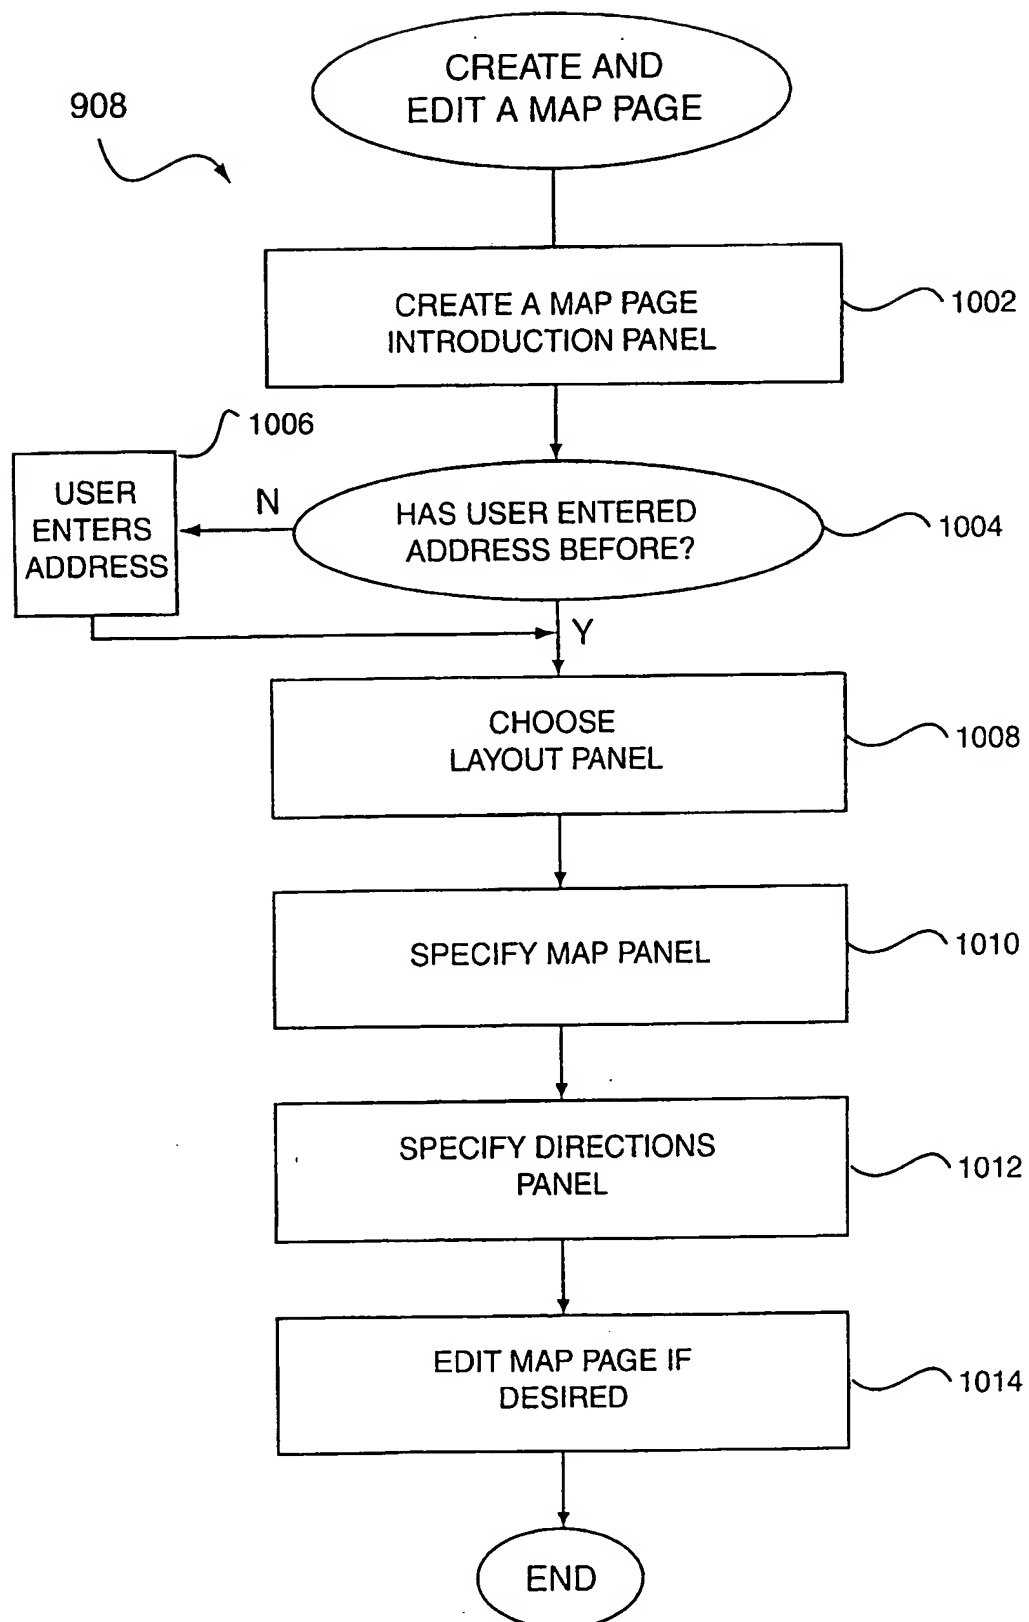 CREATE AND
EDIT A MAP PAGE
908
CREATE A MAP PAGE
INTRODUCTION PANEL
1002
1006
USER
ENTERS
ADDRESS
N
HAS USER ENTERED
ADDRESS BEFORE?
1004
Y
CHOOSE
LAYOUT PANEL
1008
SPECIFY MAP PANEL
1010
SPECIFY DIRECTIONS
PANEL
1012
EDIT MAP PAGE IF
DESIRED
1014
END